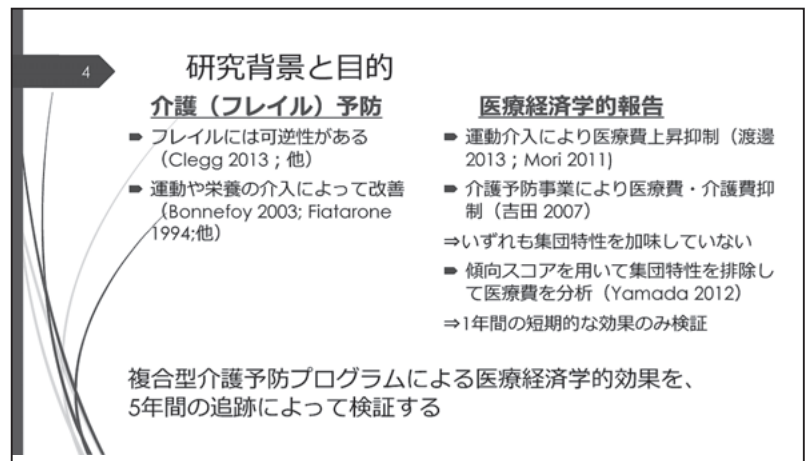 4
研究背景と目的
介護（フレイル）予防
フレイルには可逆性がある
（Clegg 2013；他）
運動や栄養の介入によって改善
（Bonnefoy 2003; Fiatarone
1994;他）
医療経済学的報告
運動介入により医療費上昇抑制（渡邊
2013；Mori 2011)
介護予防事業により医療費・介護費抑
制（吉田 2007）
⇒いずれも集団特性を加味していない
傾向スコアを用いて集団特性を排除し
て医療費を分析（Yamada 2012）
⇒1年間の短期的な効果のみ検証
複合型介護予防プログラムによる医療経済学的効果を、
5年間の追跡によって検証する